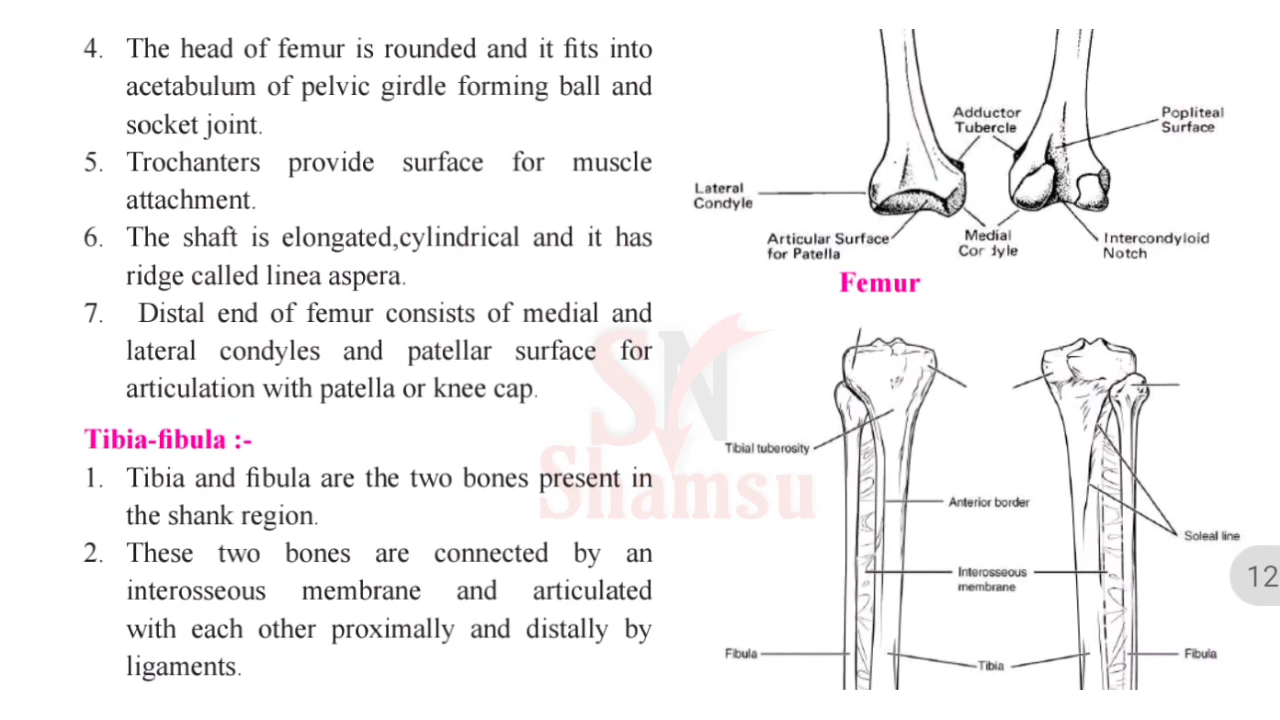 4. The head of femur is rounded and it fits into
acetabulum of pelvic girdle forming ball and
socket joint.
5. Trochanters provide surface for muscle
attachment.
6. The shaft is elongated,cylindrical and it has
ridge called linea aspera.
7. Distal end of femur consists of medial and
lateral condyles and patellar surface for
articulation with patella or knee cap.
Tibia-fibula :-
1. Tibia and fibula are the two bones present in
the shank region.
2. These two bones are connected by an
interosseous membrane and articulated
with each other proximally and distally by
ligaments.
Adductor
Tubercle
Popliteal
Surface
Lateral
Condyle
Articular Surface
for Patella
Medial
Cor dyle
Intercondyloid
Notch
Femur
Tibial tuberosity
Anterior border
Soleal line
Interosseous
membrane
Fibula
Tibia
Fibula
SN
Shamsu
12